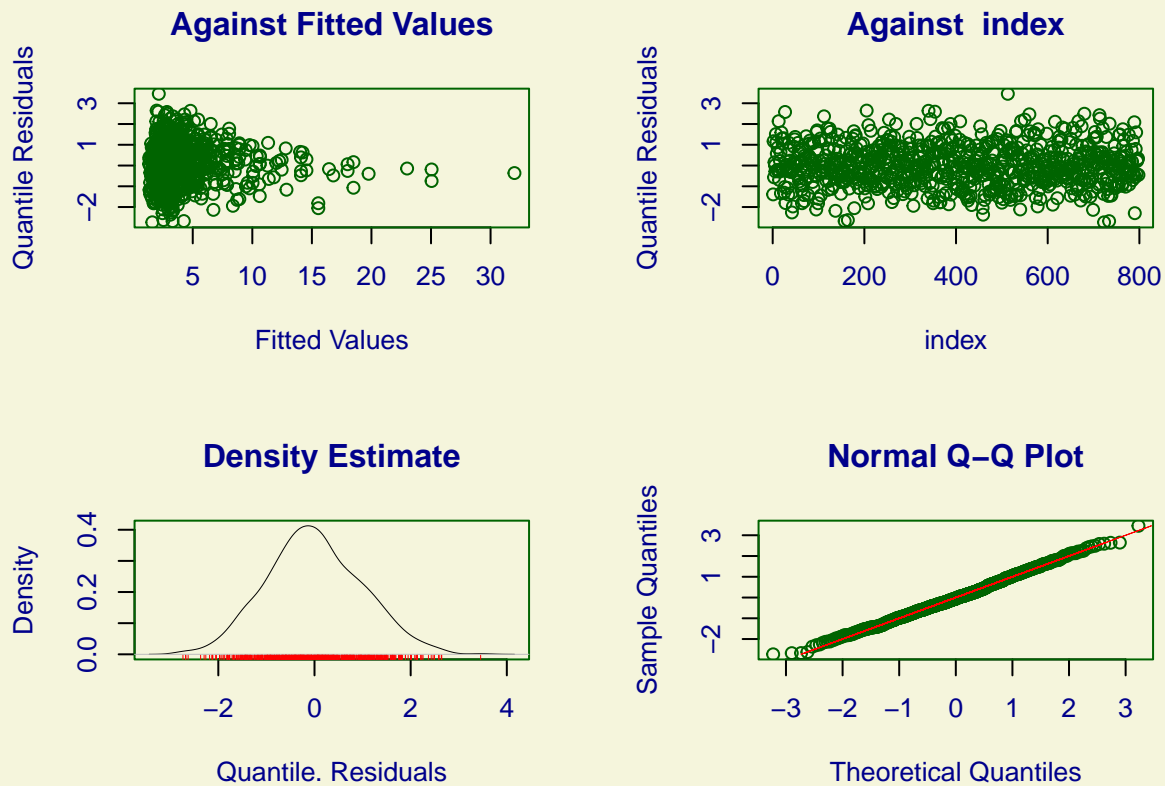 Against Fitted Values
Quantile Residuals
3
1
−2
5 10 15 20 25 30
Fitted Values
Against index
Quantile Residuals
3
1
−2
0 200 400 600 800
index
Density Estimate
Density
0.4
0.2
0.0
−2 0 2 4
Quantile. Residuals
Normal Q−Q Plot
Sample Quantiles
3
1
−2
−3 −2 −1 0 1 2 3
Theoretical Quantiles